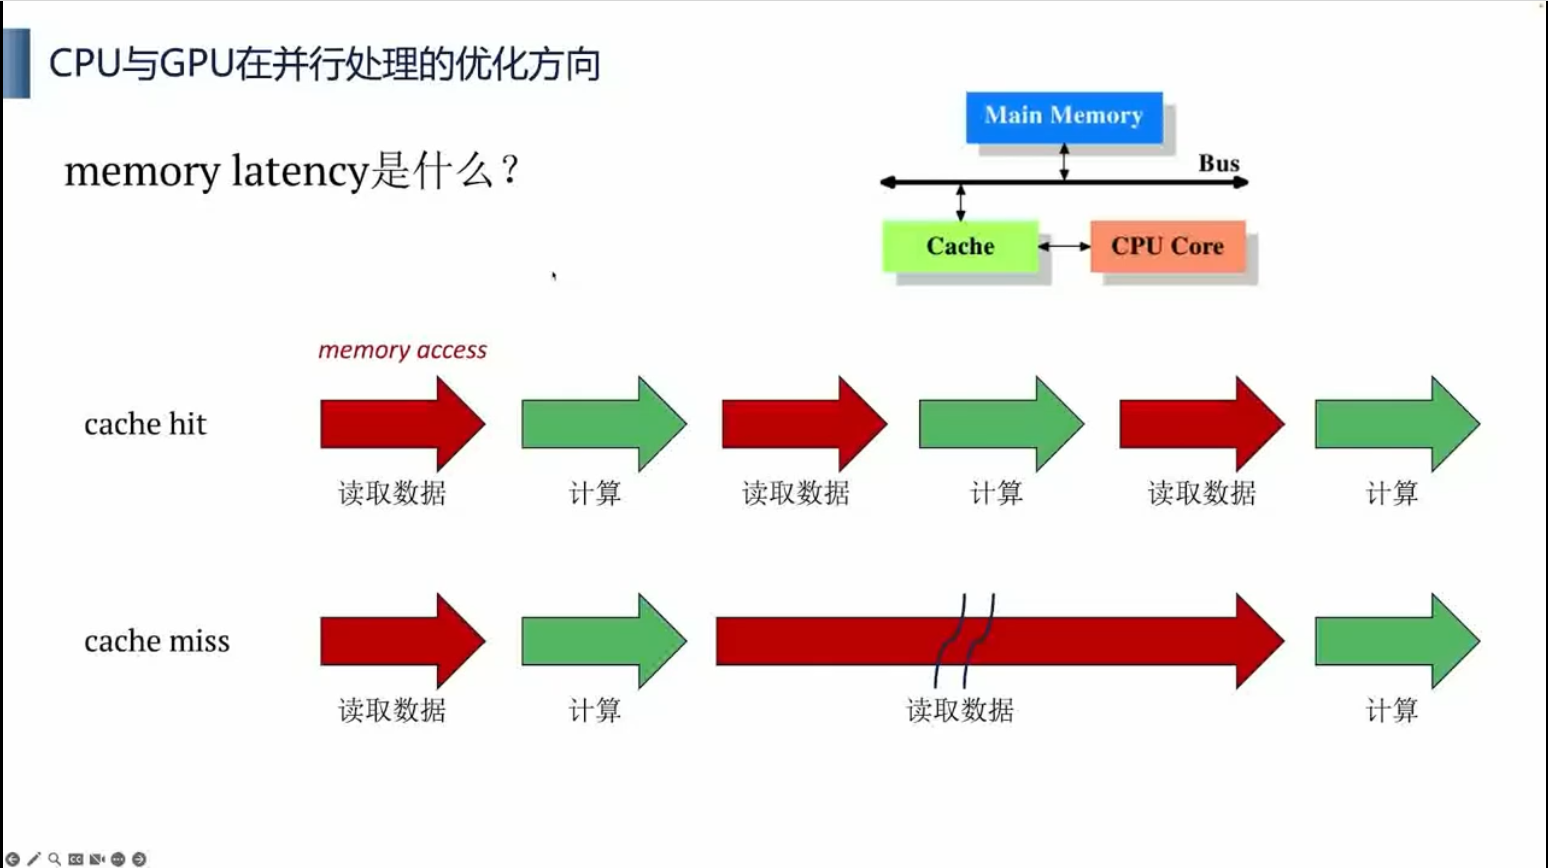 CPU与GPU在并行处理的优化方向
memory latency是什么？
Main Memory
Bus
Cache
CPU Core
memory access
cache hit
读取数据
计算
读取数据
计算
读取数据
计算
cache miss
读取数据
计算
读取数据
计算
CC